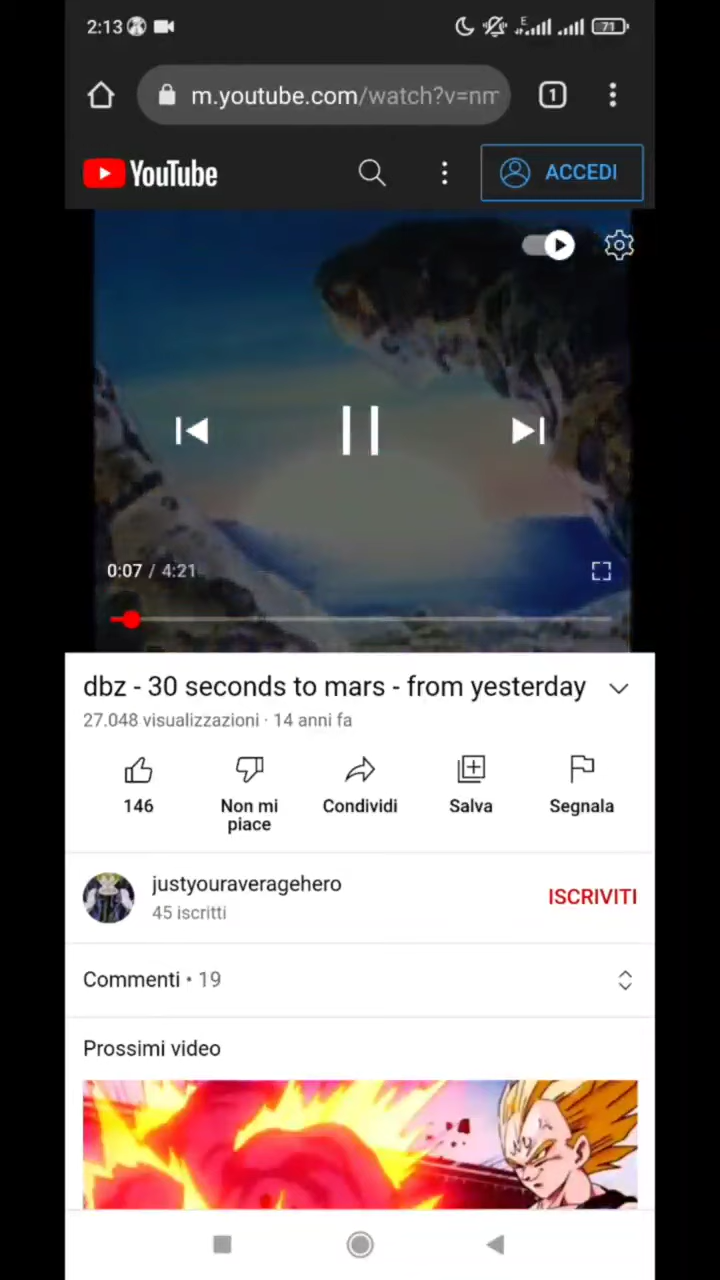 2:13
E
71
m.youtube.com/watch?v=nm
1
YouTube
ACCEDI
0:07 / 4:21
dbz - 30 seconds to mars - from yesterday
27.048 visualizzazioni · 14 anni fa
146
Non mi
piace
Condividi
Salva
Segnala
justyouraveragehero
45 iscritti
ISCRIVITI
Commenti • 19
Prossimi video